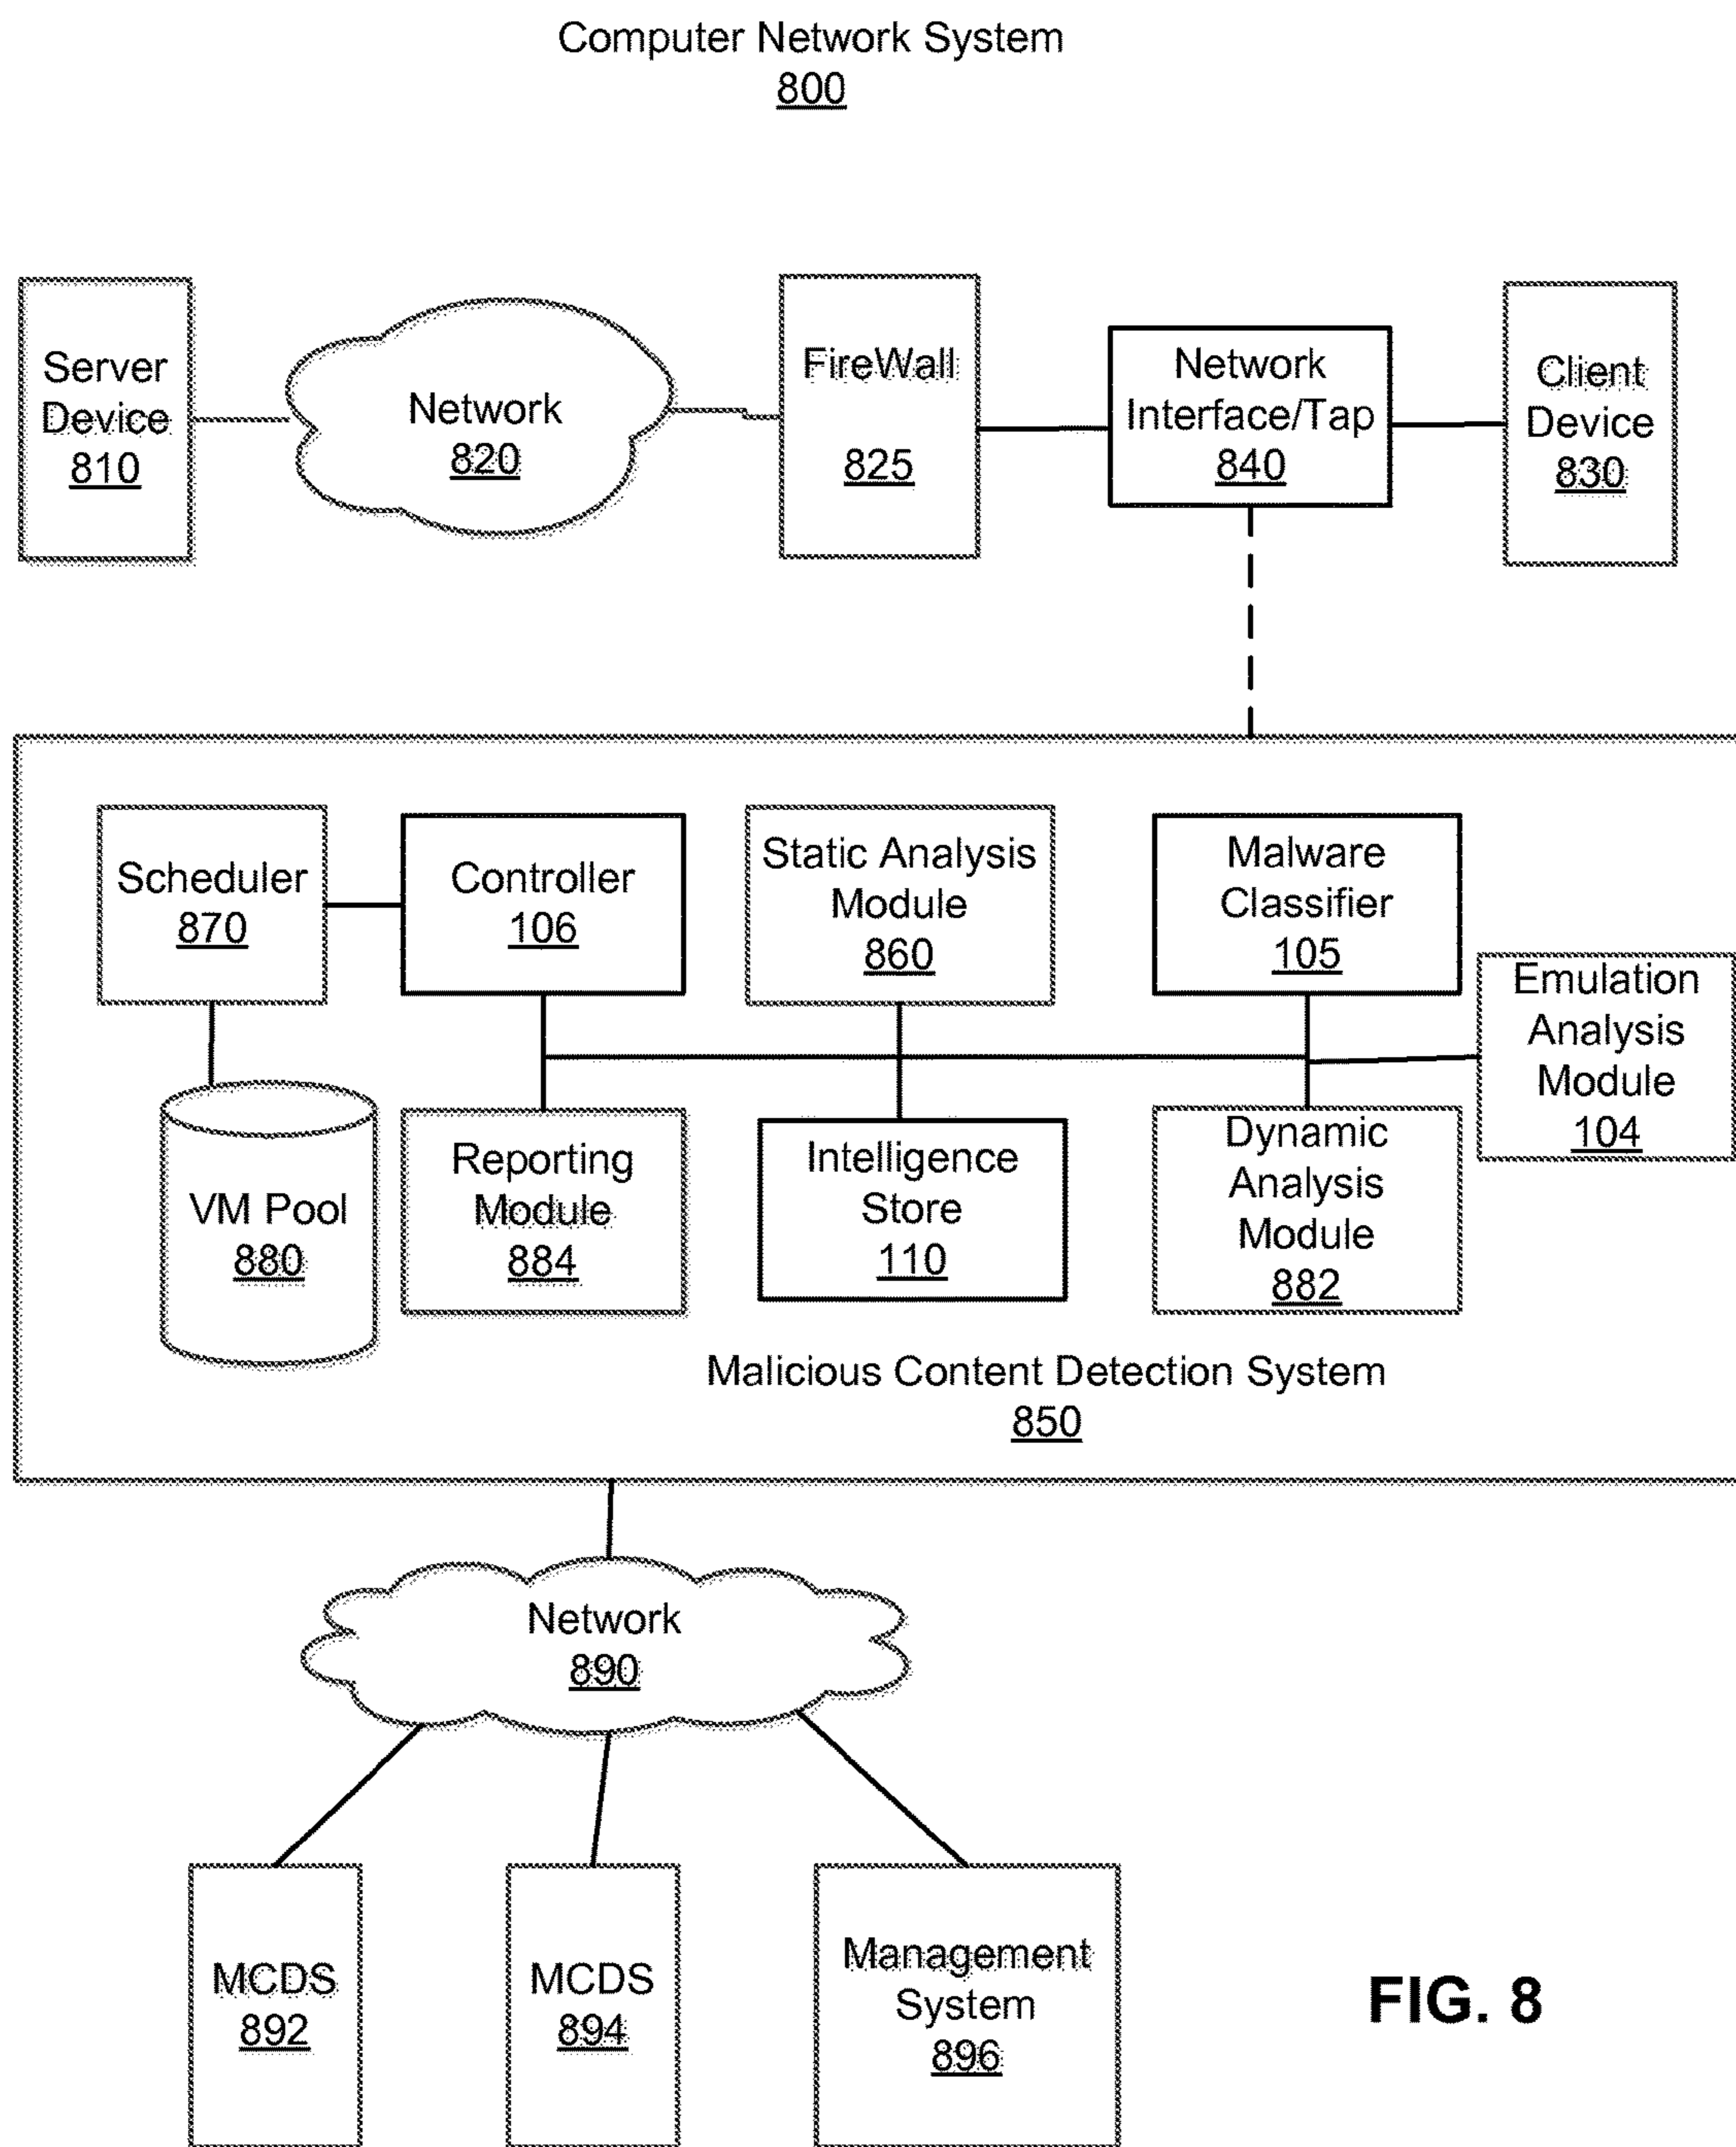 Computer Network System
800
Server
Device
810
Network
820
FireWall
825
Network
Interface/Tap
840
Client
Device
830
Scheduler
870
Controller
106
Static Analysis
Module
860
Malware
Classifier
105
Emulation
Analysis
Module
104
VM Pool
880
Reporting
Module
884
Intelligence
Store
110
Dynamic
Analysis
Module
882
Malicious Content Detection System
850
Network
890
MCDS
892
MCDS
894
Management
System
896
FIG. 8